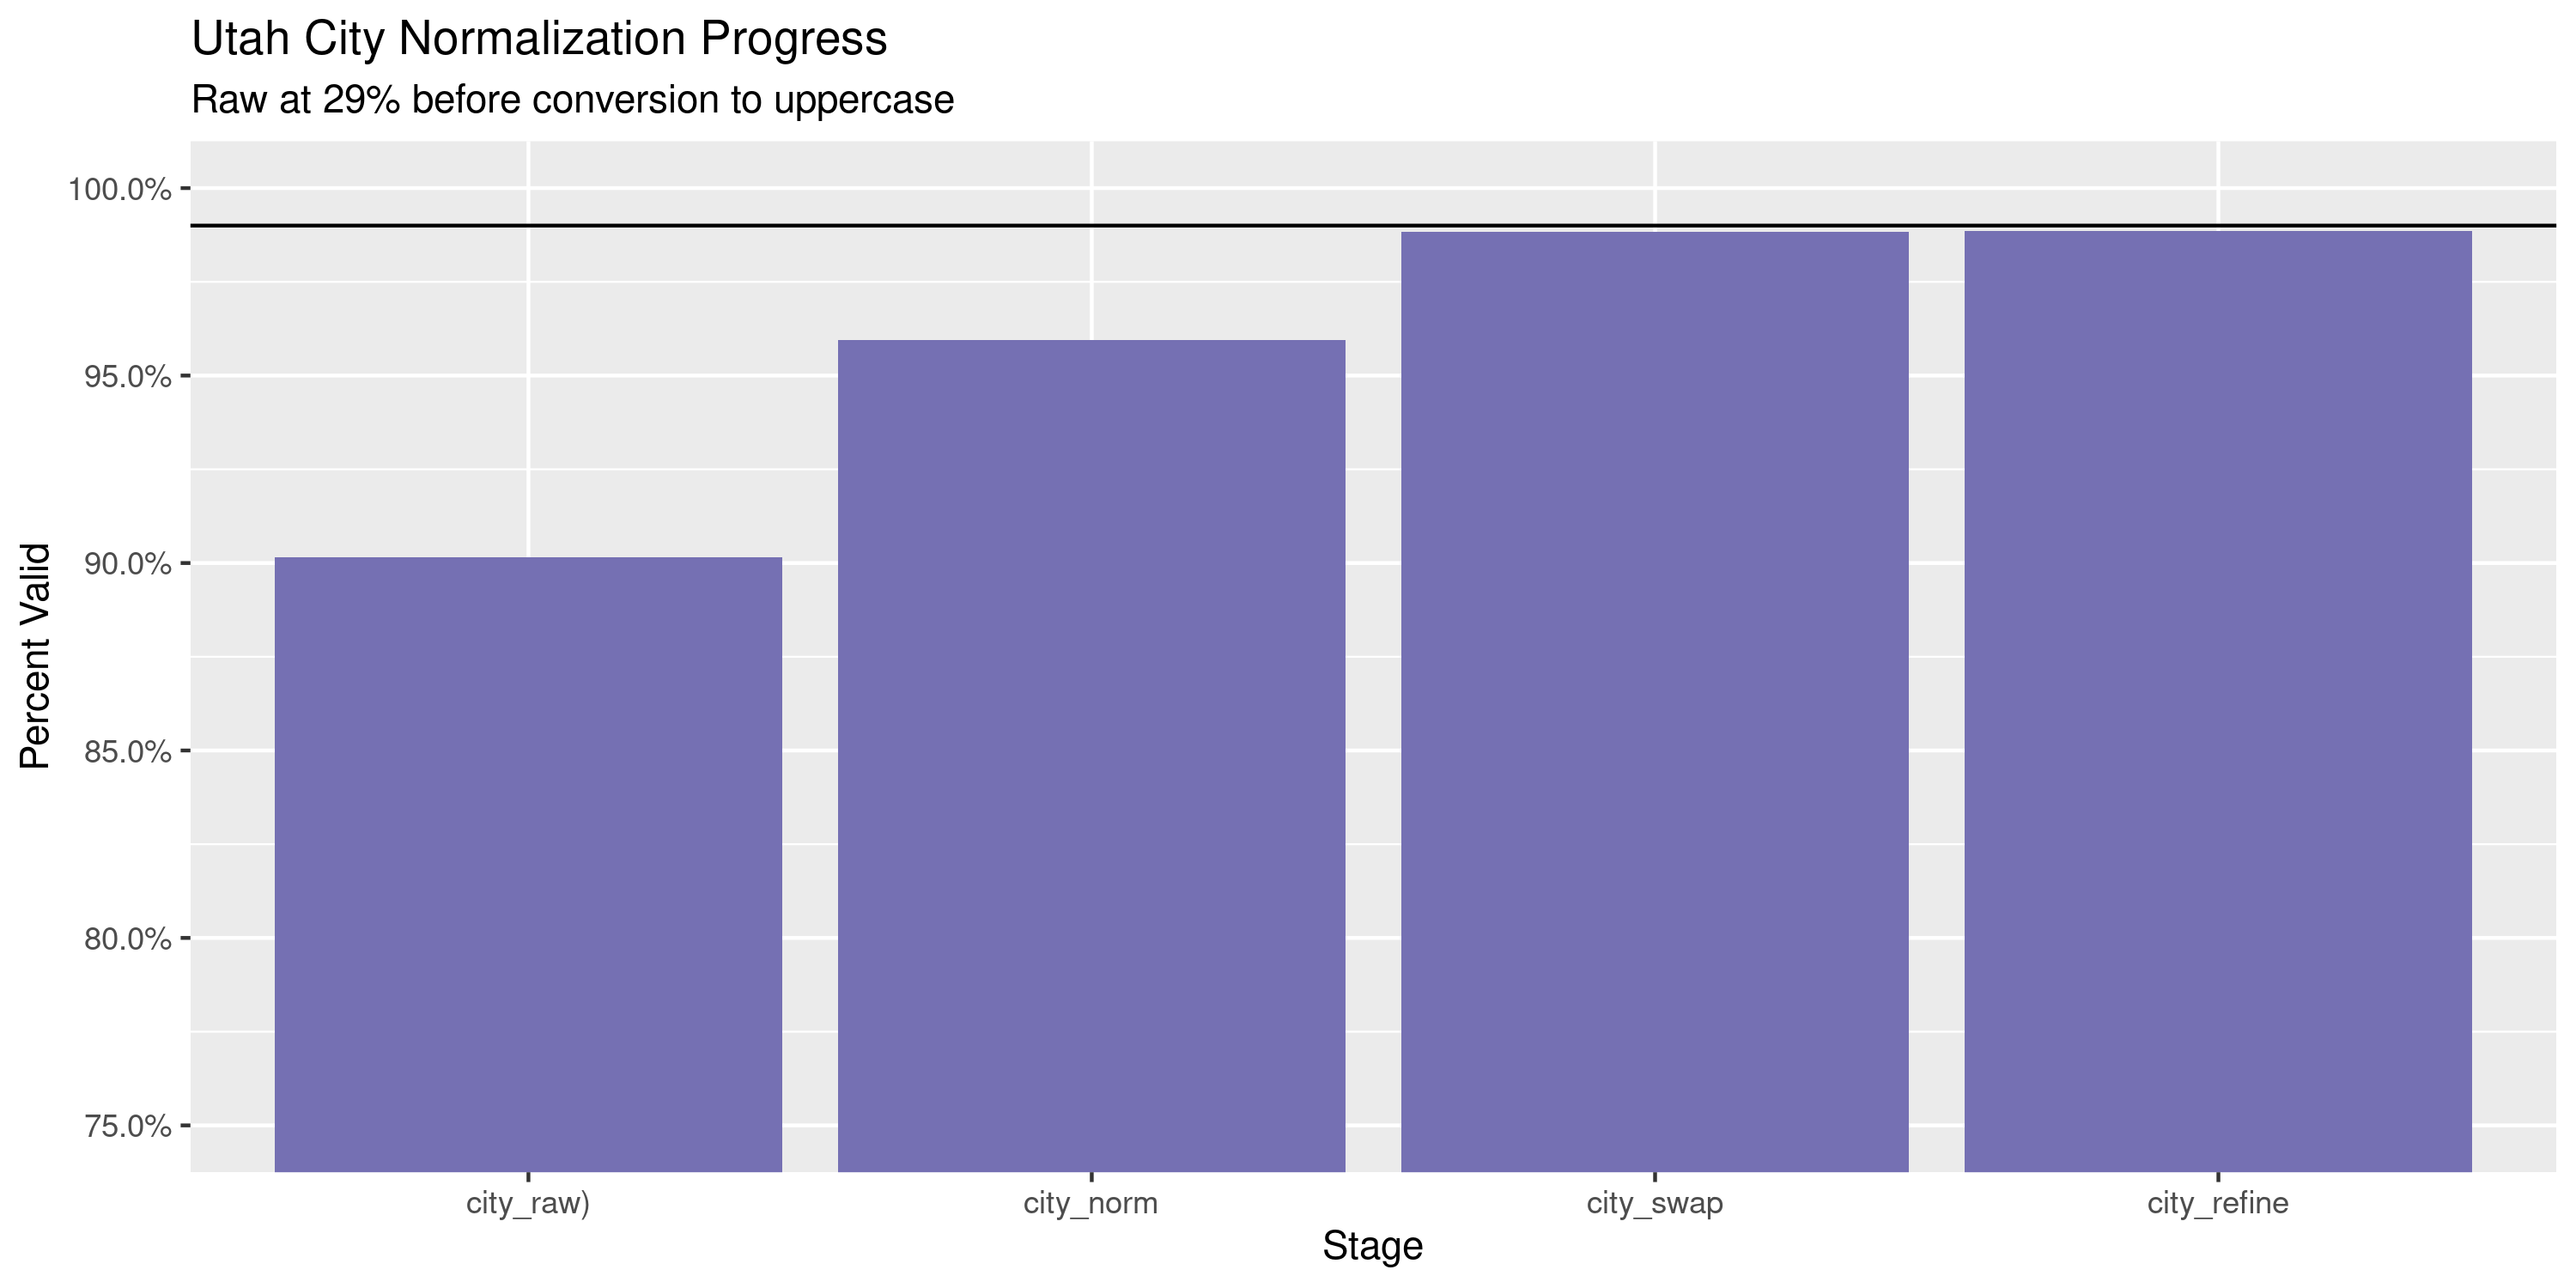 Utah City Normalization Progress
Raw at 29% before conversion to uppercase
100.0%
95.0%
90.0%
85.0%
80.0%
75.0%
Percent Valid
city_raw)
city_norm
city_swap
city_refine
Stage